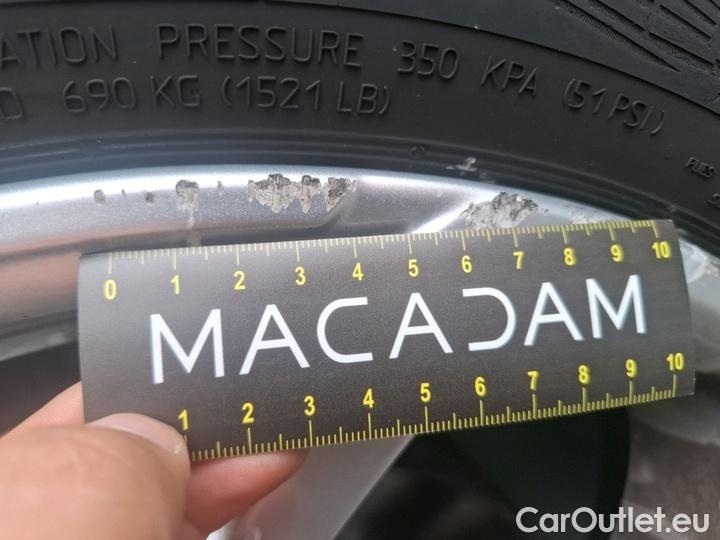 ATION PRESSURE 350 KPA (51 PSI)
D 690 KG (1521 LB)
PLIES
0 1 2 3 4 5 6 7 8 9 10
MACADAM
1 2 3 4 5 6 7 8 9 10
CarOutlet.eu